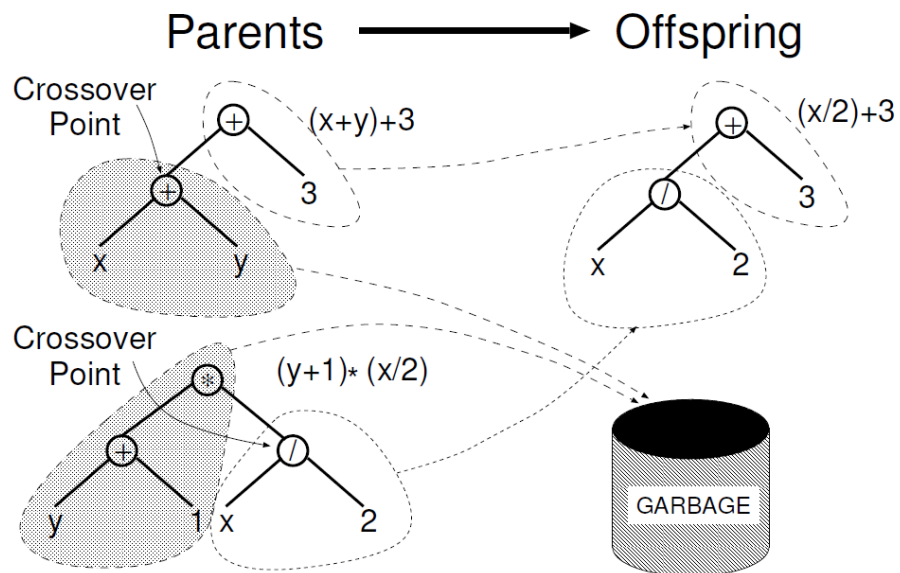 Parents
Offspring
Crossover
Point
+
(x+y)+3
+
3
x
y
+
(x/2)+3
/
3
x
2
Crossover
Point
*
(y+1)* (x/2)
+
/
y
1
x
2
GARBAGE